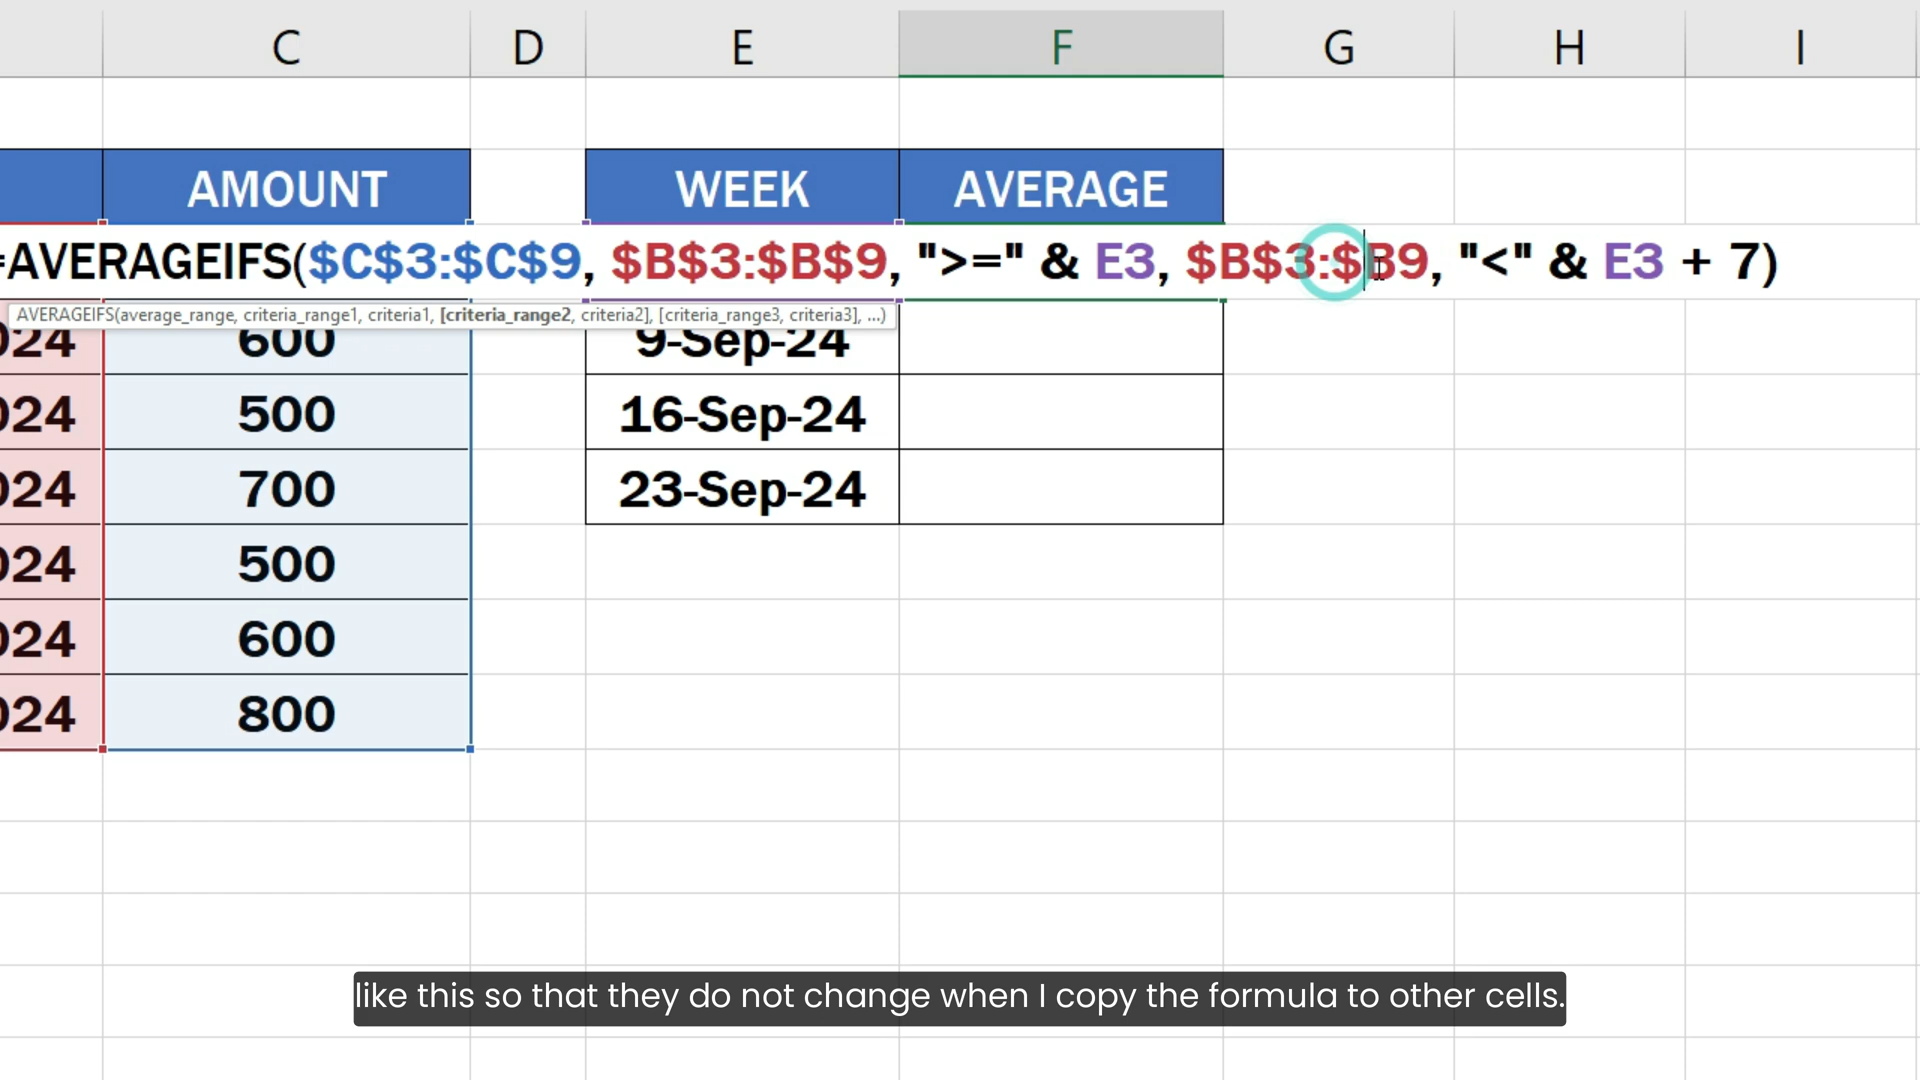 C D E F G H I
AMOUNT WEEK AVERAGE
=AVERAGEIFS($C$3:$C$9, $B$3:$B$9, ">=" & E3, $B$3:$B9, "<" & E3 + 7)
AVERAGEIFS(average_range, criteria_range1, criteria1, [criteria_range2, criteria2], [criteria_range3, criteria3], ...)
024 600 9-Sep-24
024 500 16-Sep-24
024 700 23-Sep-24
024 500
024 600
024 800
like this so that they do not change when I copy the formula to other cells.